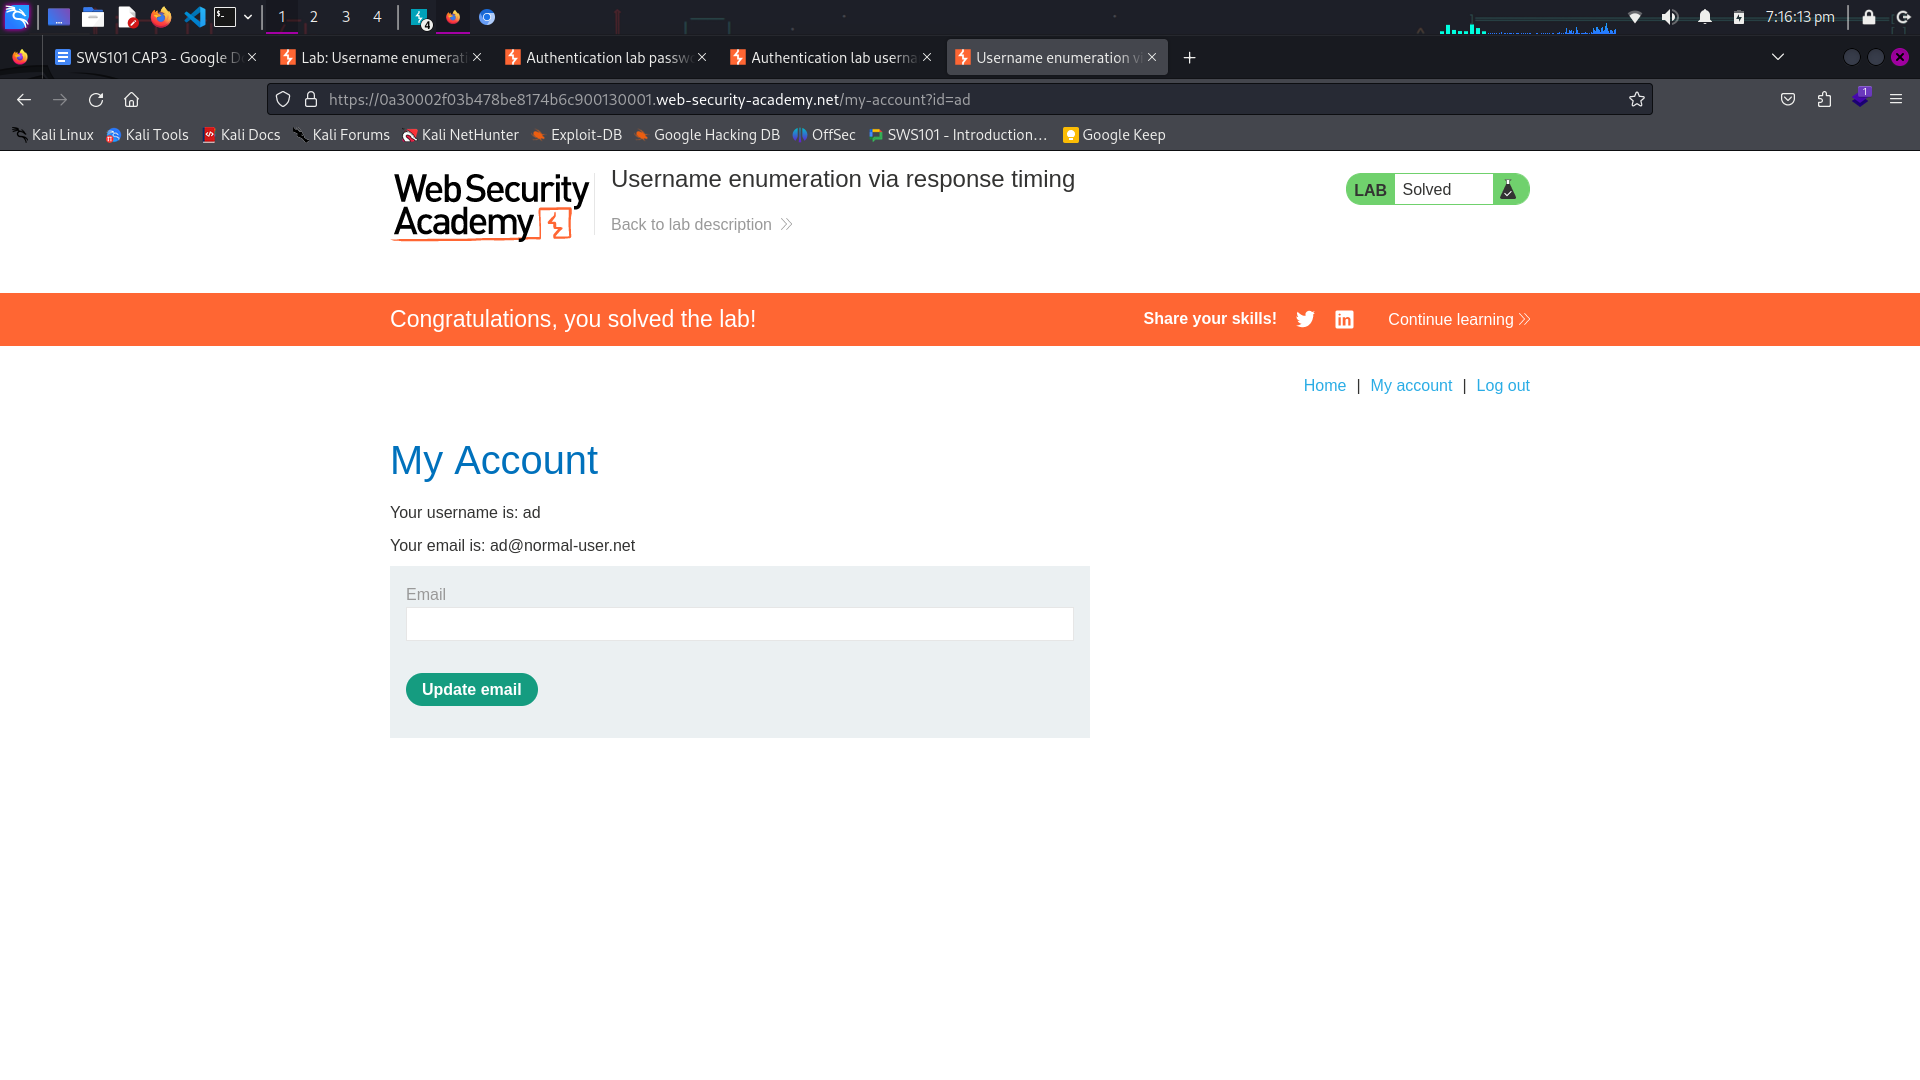 1 2 3 4 4 7:16:13 pm
SWS101 CAP3 - Google D Lab: Username enumerati Authentication lab passw Authentication lab userna Username enumeration vi
https://0a30002f03b478be8174b6c900130001.web-security-academy.net/my-account?id=ad 1
Kali Linux Kali Tools Kali Docs Kali Forums Kali NetHunter Exploit-DB Google Hacking DB OffSec SWS101 - Introduction... Google Keep
Web Security Academy
Username enumeration via response timing
Back to lab description
LAB Solved
Congratulations, you solved the lab!
Share your skills! Continue learning
Home | My account | Log out
My Account
Your username is: ad
Your email is: ad@normal-user.net
Email
Update email